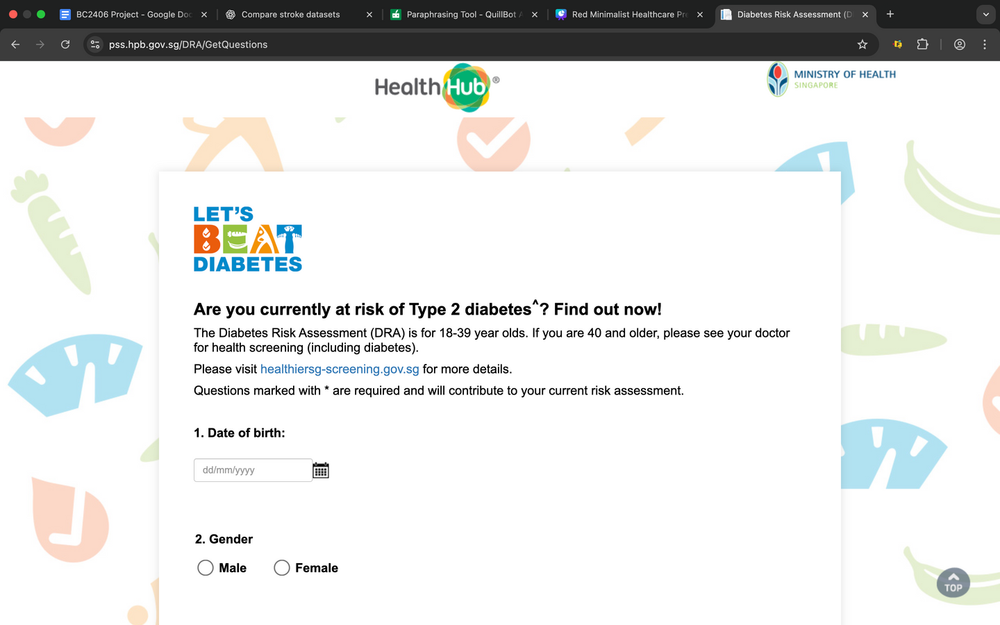 BC2406 Project - Google Doc
Compare stroke datasets
Paraphrasing Tool - QuillBot A
Red Minimalist Healthcare Pre
Diabetes Risk Assessment (D
pss.hpb.gov.sg/DRA/GetQuestions
Health Hub®
MINISTRY OF HEALTH
SINGAPORE
LET'S
BEAT
DIABETES
Are you currently at risk of Type 2 diabetes^? Find out now!
The Diabetes Risk Assessment (DRA) is for 18-39 year olds. If you are 40 and older, please see your doctor
for health screening (including diabetes).
Please visit healthiersg-screening.gov.sg for more details.
Questions marked with * are required and will contribute to your current risk assessment.
1. Date of birth:
dd/mm/yyyy
2. Gender
Male Female
TOP